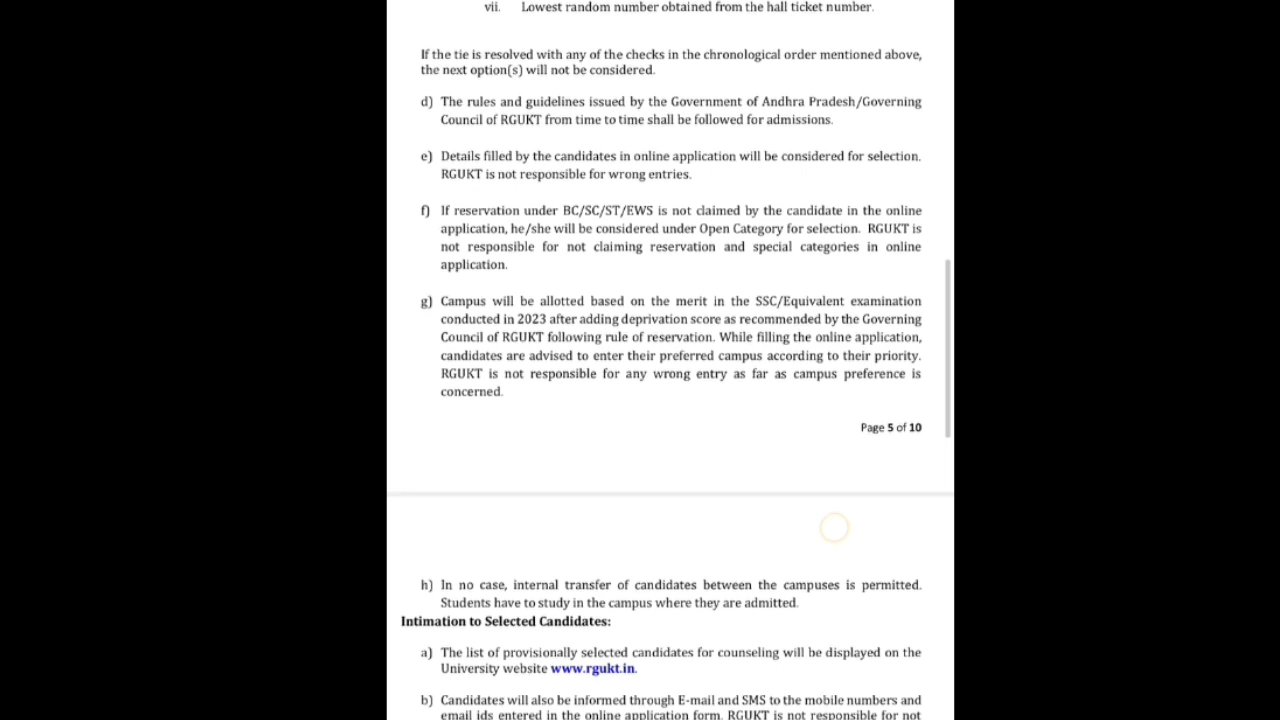 vii. Lowest random number obtained from the hall ticket number.
If the tie is resolved with any of the checks in the chronological order mentioned above,
the next option(s) will not be considered.
d) The rules and guidelines issued by the Government of Andhra Pradesh/Governing
Council of RGUKT from time to time shall be followed for admissions.
e) Details filled by the candidates in online application will be considered for selection.
RGUKT is not responsible for wrong entries.
f) If reservation under BC/SC/ST/EWS is not claimed by the candidate in the online
application, he/she will be considered under Open Category for selection. RGUKT is
not responsible for not claiming reservation and special categories in online
application.
g) Campus will be allotted based on the merit in the SSC/Equivalent examination
conducted in 2023 after adding deprivation score as recommended by the Governing
Council of RGUKT following rule of reservation. While filling the online application,
candidates are advised to enter their preferred campus according to their priority.
RGUKT is not responsible for any wrong entry as far as campus preference is
concerned.
Page 5 of 10
h) In no case, internal transfer of candidates between the campuses is permitted.
Students have to study in the campus where they are admitted.
Intimation to Selected Candidates:
a) The list of provisionally selected candidates for counseling will be displayed on the
University website www.rgukt.in.
b) Candidates will also be informed through E-mail and SMS to the mobile numbers and
email ids entered in the online application form. RGUKT is not responsible for not